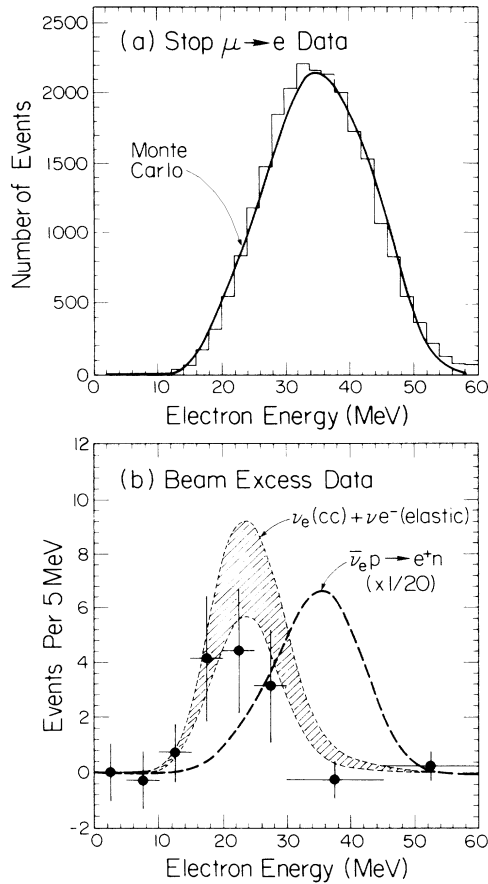 (a) Stop μ→e Data
Monte
Carlo
Number of Events
2500
2000
1500
1000
500
0
0 10 20 30 40 50 60
Electron Energy (MeV)
(b) Beam Excess Data
νₑ(cc) + νe⁻(elastic)
ν̄ₑp → e⁺n
(x1/20)
Events Per 5 MeV
12
10
8
6
4
2
0
-2
0 10 20 30 40 50 60
Electron Energy (MeV)